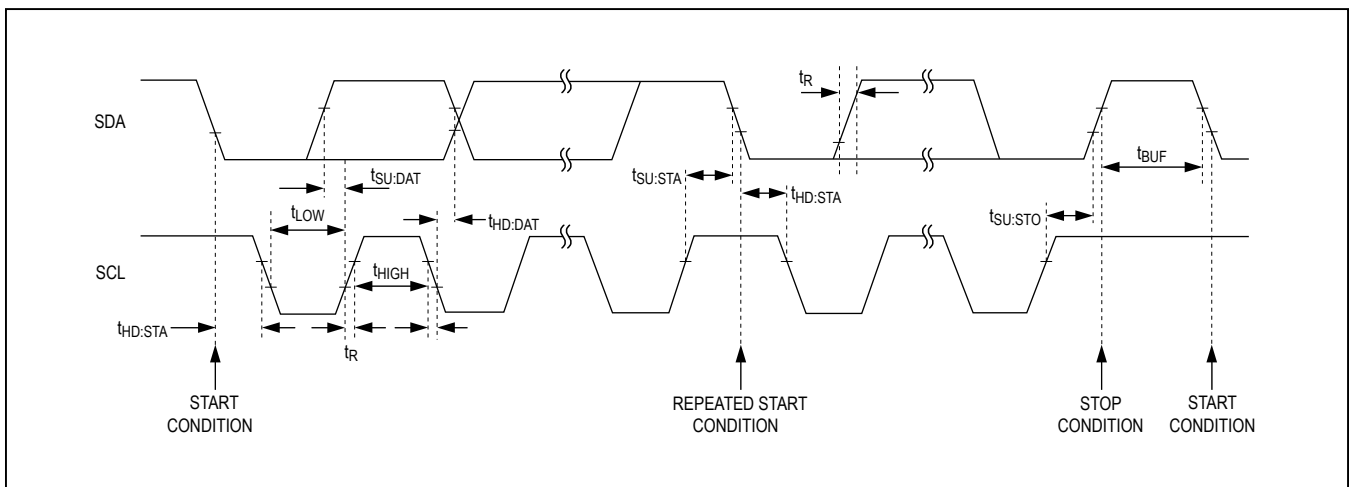 tR
SDA
tSU:DAT
tSU:STA
tBUF
tLOW
tHD:STA
tHD:DAT
tSU:STO
SCL
tHIGH
tHD:STA
tR
START
CONDITION
REPEATED START
CONDITION
STOP
CONDITION
START
CONDITION